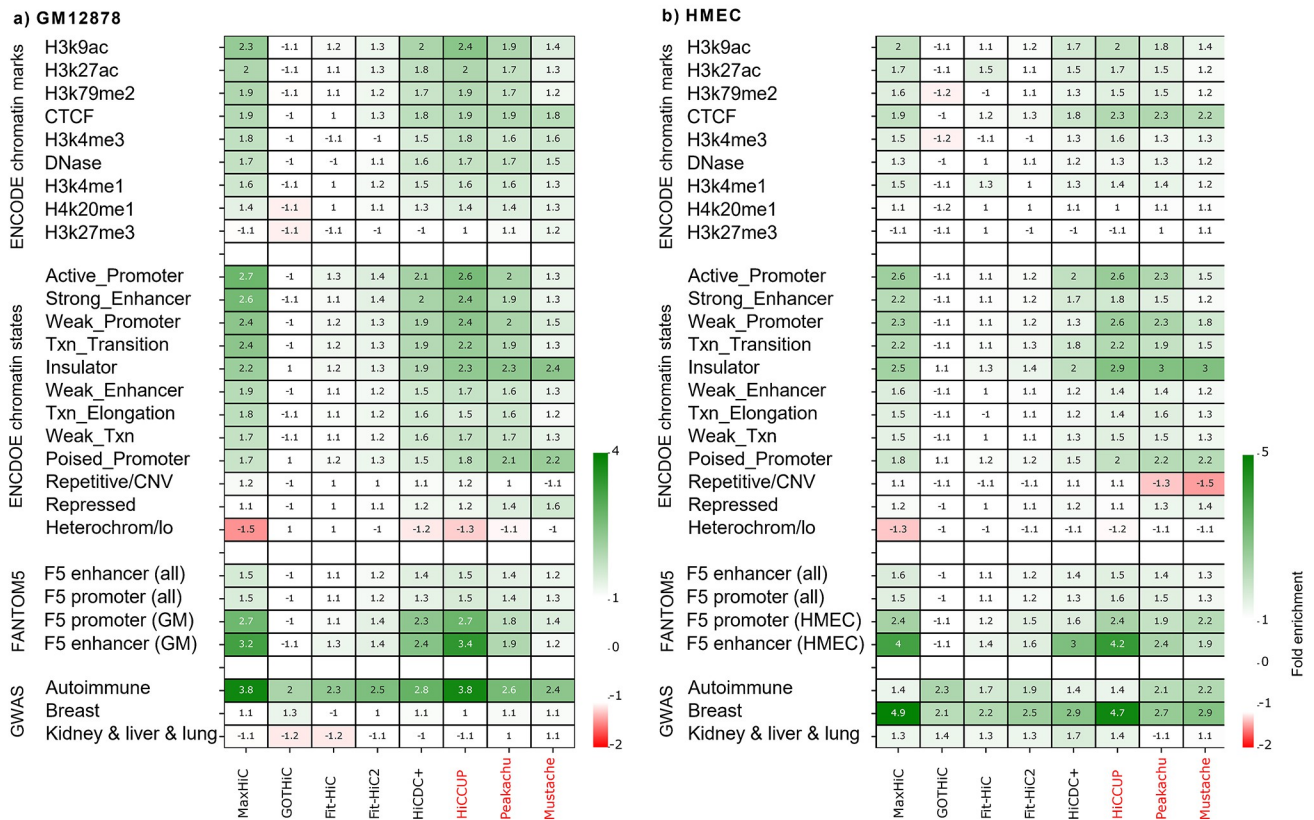 a) GM12878
ENCODE chromatin marks
H3k9ac 2.3 -1.1 1.2 1.3 2 2.4 1.9 1.4
H3k27ac 2 -1.1 1.1 1.3 1.8 2 1.7 1.3
H3k79me2 1.9 -1.1 1.1 1.2 1.7 1.9 1.7 1.2
CTCF 1.9 -1 1 1.2 1.8 1.9 1.9 1.8
H3k4me3 1.8 -1 -1.1 -1 1.5 1.8 1.6 1.6
DNase 1.7 -1 -1 1.1 1.6 1.7 1.7 1.5
H3k4me1 1.6 -1.1 1 1.2 1.5 1.6 1.6 1.3
H4k20me1 1.4 -1.1 1 1.1 1.3 1.4 1.4 1.3
H3k27me3 -1.1 -1.1 -1.1 -1 -1 1 1.1 1.2
ENCDOE chromatin states
Active_Promoter 2.7 -1 1.3 1.4 2.1 2.6 2 1.3
Strong_Enhancer 2.6 -1.1 1.1 1.4 2 2.4 1.9 1.3
Weak_Promoter 2.4 -1 1.2 1.3 1.9 2.4 2 1.5
Txn_Transition 2.4 -1 1.2 1.3 1.9 2.2 1.9 1.3
Insulator 2.2 1 1.2 1.3 1.9 2.3 2.3 2.4
Weak_Enhancer 1.9 -1 1.1 1.2 1.5 1.7 1.6 1.3
Txn_Elongation 1.8 -1.1 1.1 1.2 1.6 1.5 1.6 1.2
Weak_Txn 1.7 -1.1 1.1 1.2 1.6 1.7 1.7 1.3
Poised_Promoter 1.7 1 1.2 1.3 1.5 1.8 2.1 2.2
Repetitive/CNV 1.2 -1 1 1 1.1 1.2 1 -1.1
Repressed 1.1 -1 1 1.1 1.2 1.2 1.4 1.6
Heterochrom/lo -1.5 1 1 -1 -1.2 -1.3 -1.1 -1
FANTOM5
F5 enhancer (all) 1.5 -1 1.1 1.2 1.4 1.5 1.4 1.2
F5 promoter (all) 1.5 -1 1.1 1.2 1.3 1.5 1.4 1.3
F5 promoter (GM) 2.7 -1 1.1 1.4 2.3 2.7 1.8 1.4
F5 enhancer (GM) 3.2 -1.1 1.3 1.4 2.4 3.4 1.9 1.2
GWAS
Autoimmune 3.8 2 2.3 2.5 2.8 3.8 2.6 2.4
Breast 1.1 1.3 -1 1 1.1 1 1.1 1.1
Kidney & liver & lung -1.1 -1.2 -1.2 -1.1 -1 -1.1 1 1.1
MaxHiC GOTHiC Fit-HiC Fit-HiC2 HiCDC+ HiCCUP Peakachu Mustache
4
1
0
-1
-2
b) HMEC
ENCODE chromatin marks
H3k9ac 2 -1.1 1.1 1.2 1.7 2 1.8 1.4
H3k27ac 1.7 -1 1.5 1.1 1.5 1.7 1.5 1.2
H3k79me2 1.6 -1.2 -1 1.1 1.3 1.5 1.5 1.2
CTCF 1.9 -1 1.2 1.3 1.8 2.3 2.3 2.2
H3k4me3 1.5 -1.2 -1.1 -1 1.3 1.6 1.3 1.3
DNase 1.3 -1 1 1.1 1.2 1.3 1.3 1.2
H3k4me1 1.5 -1.1 1.3 1 1.3 1.4 1.4 1.2
H4k20me1 1.1 -1.2 1 1 1.1 1 1.1 1.1
H3k27me3 -1.1 -1.1 1 -1 -1 1 1 1.1
ENCDOE chromatin states
Active_Promoter 2.6 -1.1 1.1 1.2 2 2.6 2.3 1.5
Strong_Enhancer 2.2 -1.1 1.1 1.2 1.7 1.8 1.5 1.2
Weak_Promoter 2.3 -1.1 1.1 1.2 1.3 2.6 2.3 1.8
Txn_Transition 2.2 -1.1 1.1 1.3 1.8 2.2 1.9 1.5
Insulator 2.5 1.1 1.3 1.4 2 2.9 3 3
Weak_Enhancer 1.6 -1.1 1 1.1 1.2 1.4 1.4 1.2
Txn_Elongation 1.5 -1.1 -1 1.1 1.2 1.4 1.6 1.3
Weak_Txn 1.5 -1.1 1 1.1 1.3 1.5 1.5 1.3
Poised_Promoter 1.8 1.1 1.2 1.2 1.5 2 2.2 2.2
Repetitive/CNV 1.1 -1.1 -1.1 -1.1 1.1 1.1 -1.3 -1.5
Repressed 1.2 -1 1 1.1 1.1 1.2 1.3 1.4
Heterochrom/lo -1.3 -1 -1 -1.1 -1.1 -1.2 -1.1 -1.1
FANTOM5
F5 enhancer (all) 1.6 -1 1.1 1.2 1.4 1.5 1.4 1.3
F5 promoter (all) 1.5 -1 1.1 1.1 1.3 1.6 1.5 1.4
F5 promoter (HMEC) 2.4 -1 1.2 1.5 1.6 2.4 1.9 2.2
F5 enhancer (HMEC) 4 -1.1 1.4 1.6 3 4.2 2.4 1.9
GWAS
Autoimmune 1.4 2.3 1.7 1.9 1.4 1.4 2.1 2.2
Breast 4.9 2.1 2.2 2.5 2.9 4.7 2.7 2.9
Kidney & liver & lung 1.3 1.4 1.3 1.3 1.7 1.4 -1.1 1.1
MaxHiC GOTHiC Fit-HiC Fit-HiC2 HiCDC+ HiCCUP Peakachu Mustache
5
1
0
-1
-2
Fold enrichment